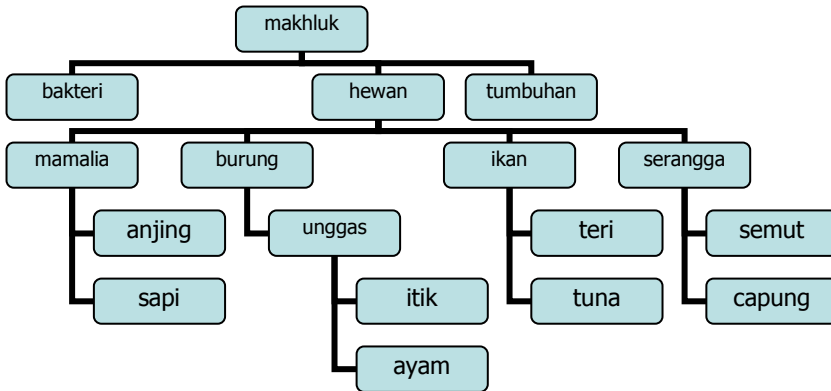 makhluk
bakteri
hewan
tumbuhan
mamalia
burung
ikan
serangga
anjing
unggas
teri
semut
sapi
itik
tuna
capung
ayam